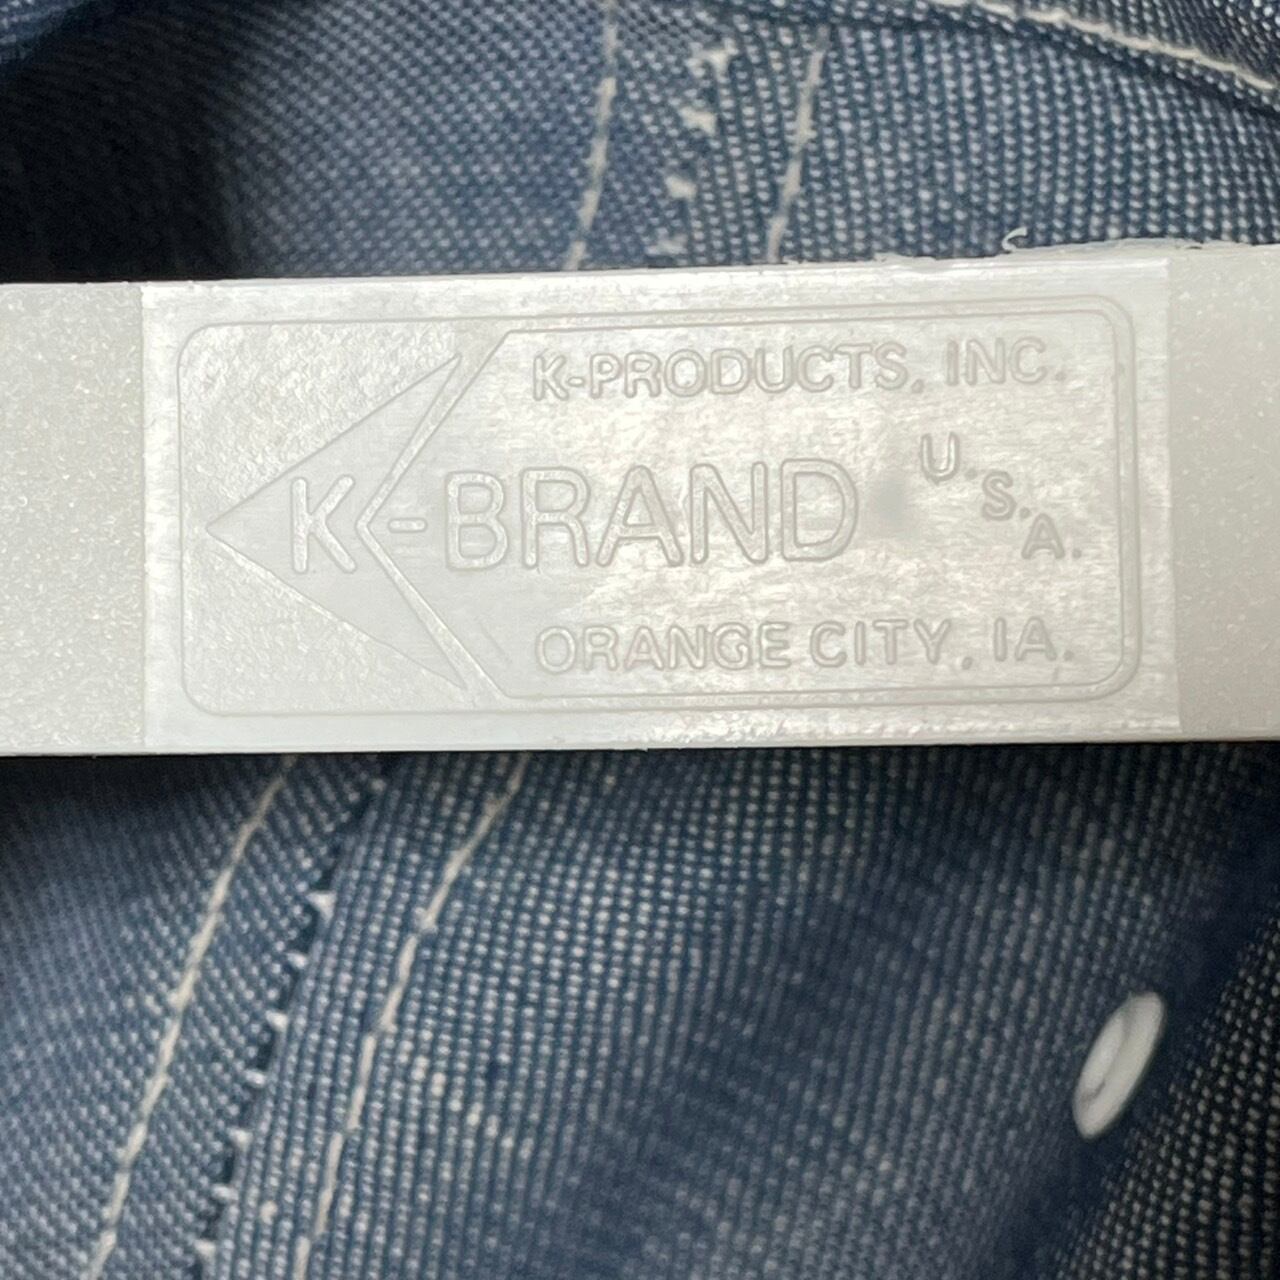 K-PRODUCTS, INC.
K-BRAND
U.S.A.
ORANGE CITY, IA.